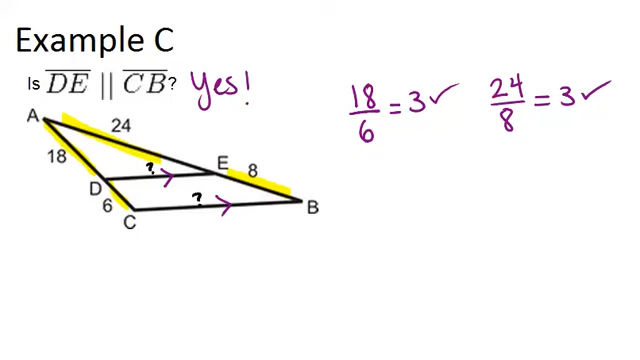 Example C
Is DE || CB? Yes!
18/6 = 3 ✓
24/8 = 3 ✓
A
24
18
E
8
?
D
6
?
C
B